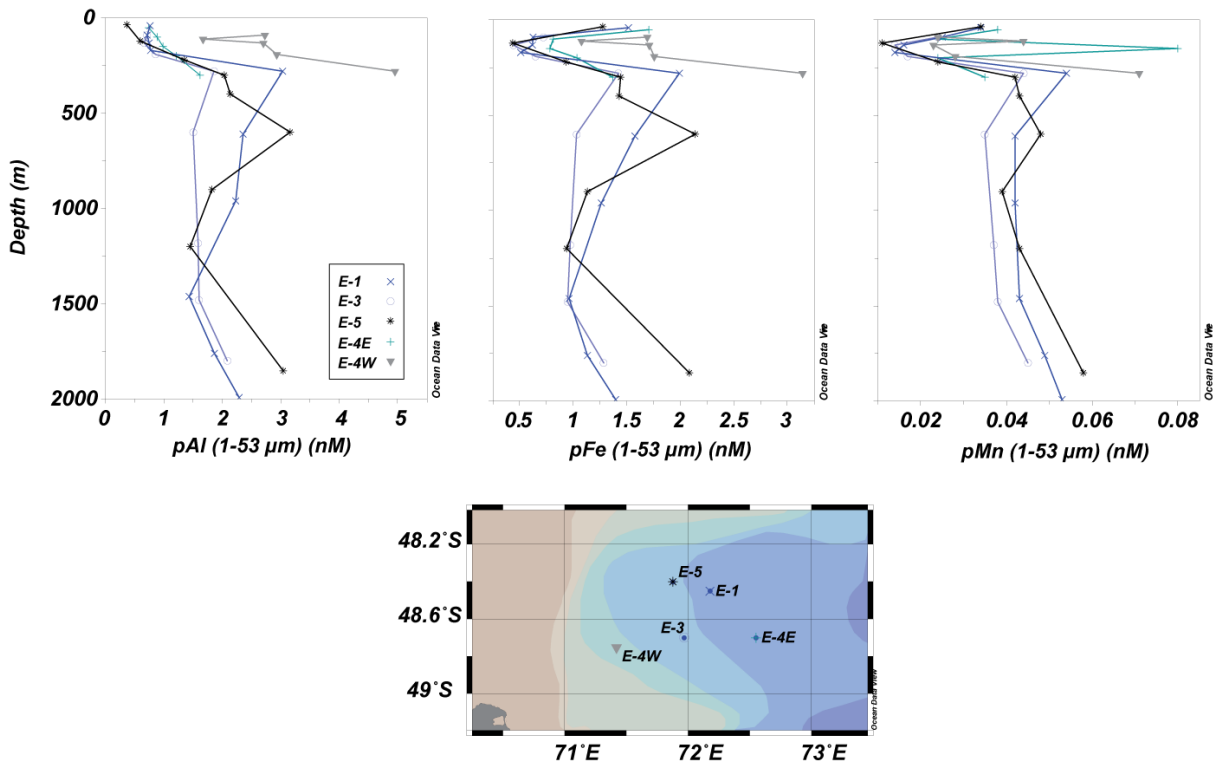 0
500
1000
1500
2000
Depth (m)
E-1
E-3
E-5
E-4E
E-4W
0 1 2 3 4 5
pAl (1-53 µm) (nM)
Ocean Data View
0.5 1 1.5 2 2.5 3
pFe (1-53 µm) (nM)
Ocean Data View
0.02 0.04 0.06 0.08
pMn (1-53 µm) (nM)
Ocean Data View
48.2˚S
48.6˚S
49˚S
E-5
E-1
E-3
E-4E
E-4W
Ocean Data View
71˚E 72˚E 73˚E